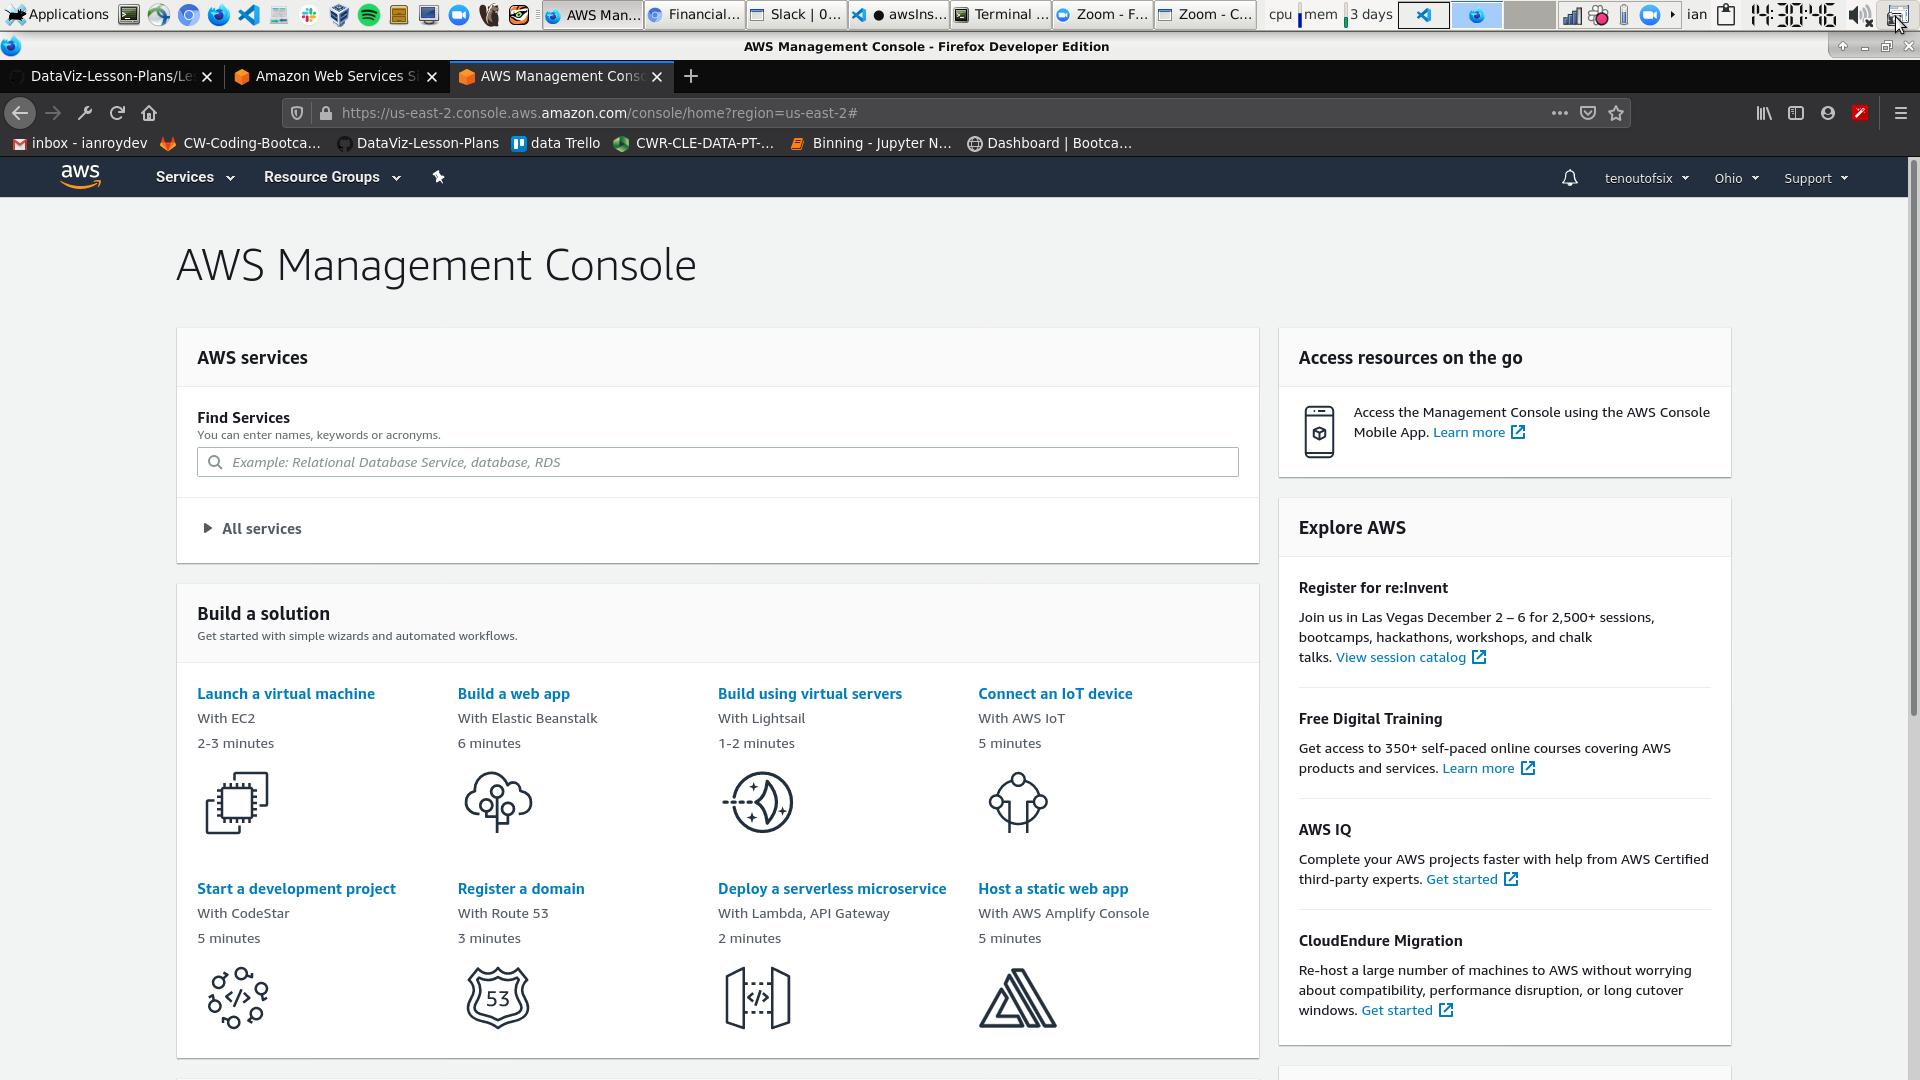 Applications
AWS Man...
Financial...
Slack | 0...
● awsIns...
Terminal ...
Zoom - F...
Zoom - C...
cpu
mem
3 days
ian
14:30:46
AWS Management Console - Firefox Developer Edition
DataViz-Lesson-Plans/Le
Amazon Web Services S
AWS Management Conso
https://us-east-2.console.aws.amazon.com/console/home?region=us-east-2#
inbox - ianroydev
CW-Coding-Bootca...
DataViz-Lesson-Plans
data Trello
CWR-CLE-DATA-PT-...
Binning - Jupyter N...
Dashboard | Bootca...
aws
Services
Resource Groups
tenoutofsix
Ohio
Support
AWS Management Console
AWS services
Find Services
You can enter names, keywords or acronyms.
Example: Relational Database Service, database, RDS
All services
Build a solution
Get started with simple wizards and automated workflows.
Launch a virtual machine
With EC2
2-3 minutes
Build a web app
With Elastic Beanstalk
6 minutes
Build using virtual servers
With Lightsail
1-2 minutes
Connect an IoT device
With AWS IoT
5 minutes
Start a development project
With CodeStar
5 minutes
Register a domain
With Route 53
3 minutes
53
Deploy a serverless microservice
With Lambda, API Gateway
2 minutes
</>
Host a static web app
With AWS Amplify Console
5 minutes
</>
Access resources on the go
Access the Management Console using the AWS Console
Mobile App. Learn more
Explore AWS
Register for re:Invent
Join us in Las Vegas December 2 – 6 for 2,500+ sessions,
bootcamps, hackathons, workshops, and chalk
talks. View session catalog
Free Digital Training
Get access to 350+ self-paced online courses covering AWS
products and services. Learn more
AWS IQ
Complete your AWS projects faster with help from AWS Certified
third-party experts. Get started
CloudEndure Migration
Re-host a large number of machines to AWS without worrying
about compatibility, performance disruption, or long cutover
windows. Get started